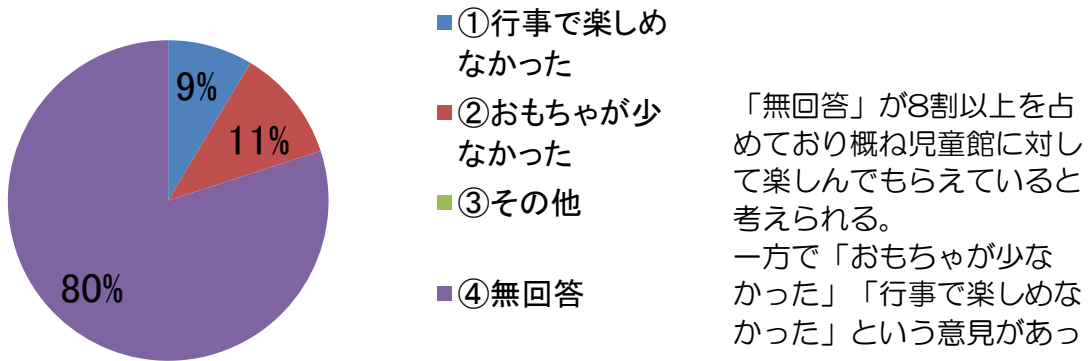 9%
11%
80%
①行事で楽しめ
なかった
②おもちゃが少
なかった
③その他
④無回答
「無回答」が8割以上を占
めており概ね児童館に対し
て楽しんでもらえていると
考えられる。
一方で「おもちゃが少な
かった」「行事で楽しめな
かった」という意見があっ